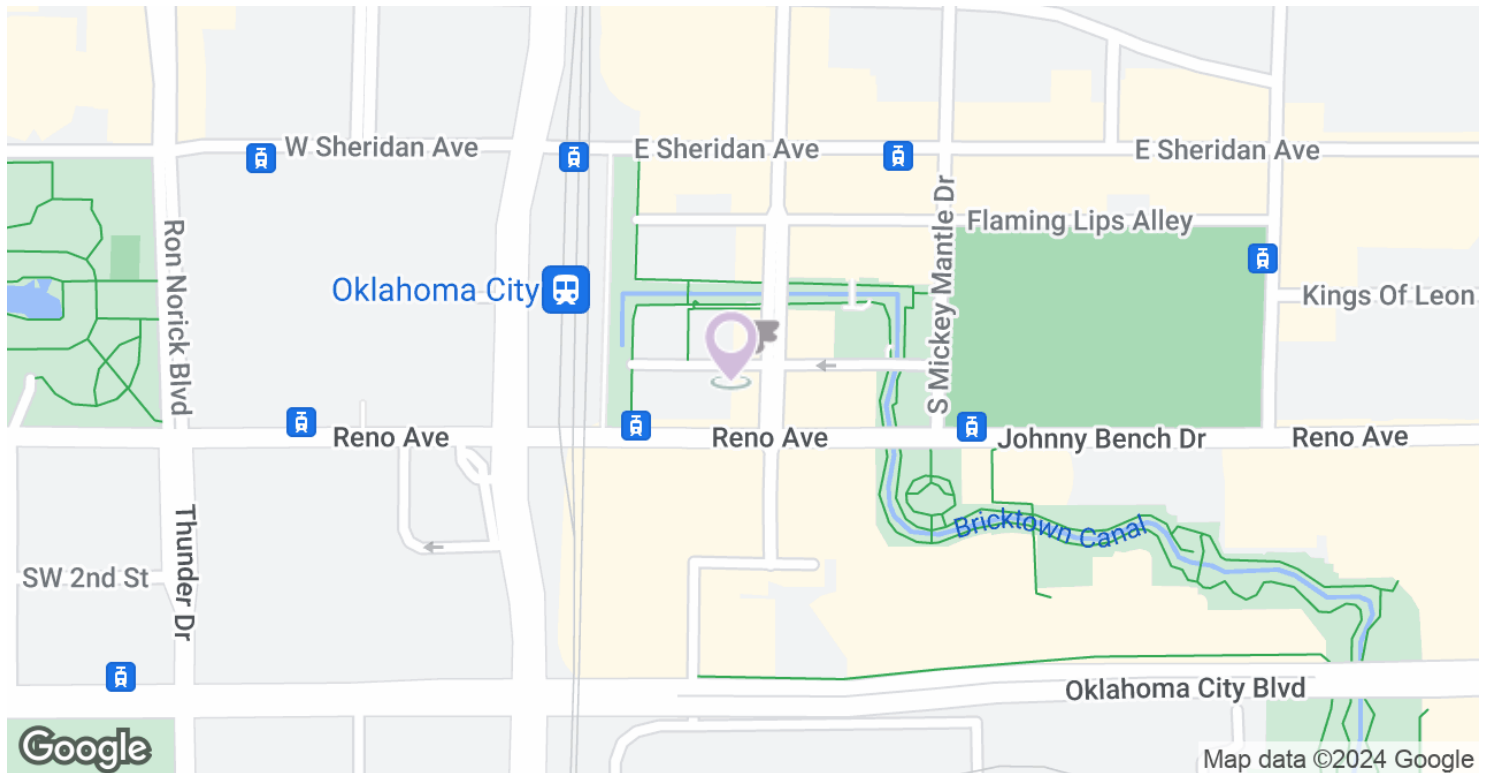 W Sheridan Ave
E Sheridan Ave
E Sheridan Ave
Flaming Lips Alley
Ron Norick Blvd
S Mickey Mantle Dr
Oklahoma City
Kings Of Leon
Reno Ave
Reno Ave
Johnny Bench Dr
Reno Ave
Thunder Dr
Bricktown Canal
SW 2nd St
Oklahoma City Blvd
Google
Map data ©2024 Google